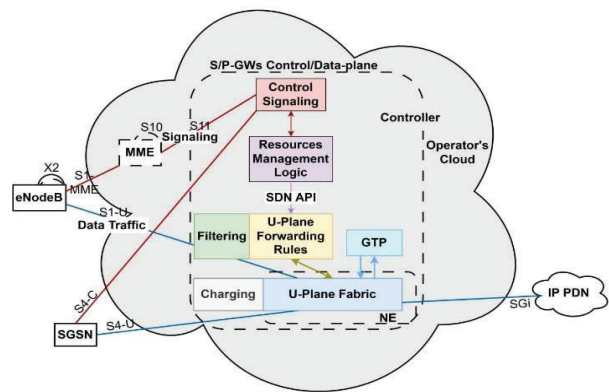 S/P-GWs Control/Data-plane
Control
Signaling
Controller
Operator's
Cloud
S10
S11
Signaling
MME
Resources
Management
Logic
X2
S1-
MME
eNodeB
SDN API
S1-U
Data Traffic
Filtering
U-Plane
Forwarding
Rules
GTP
Charging
U-Plane Fabric
IP PDN
S4-C
SGi
NE
SGSN
S4-U